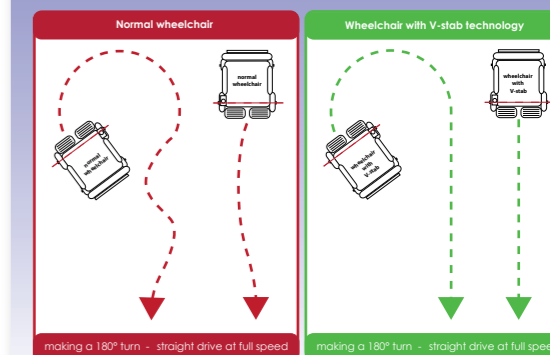 Normal wheelchair
normal
wheelchair
normal
wheelchair
making a 180° turn - straight drive at full speed
Wheelchair with V-stab technology
wheelchair
with
V-stab
wheelchair
with
V-stab
making a 180° turn - straight drive at full spee